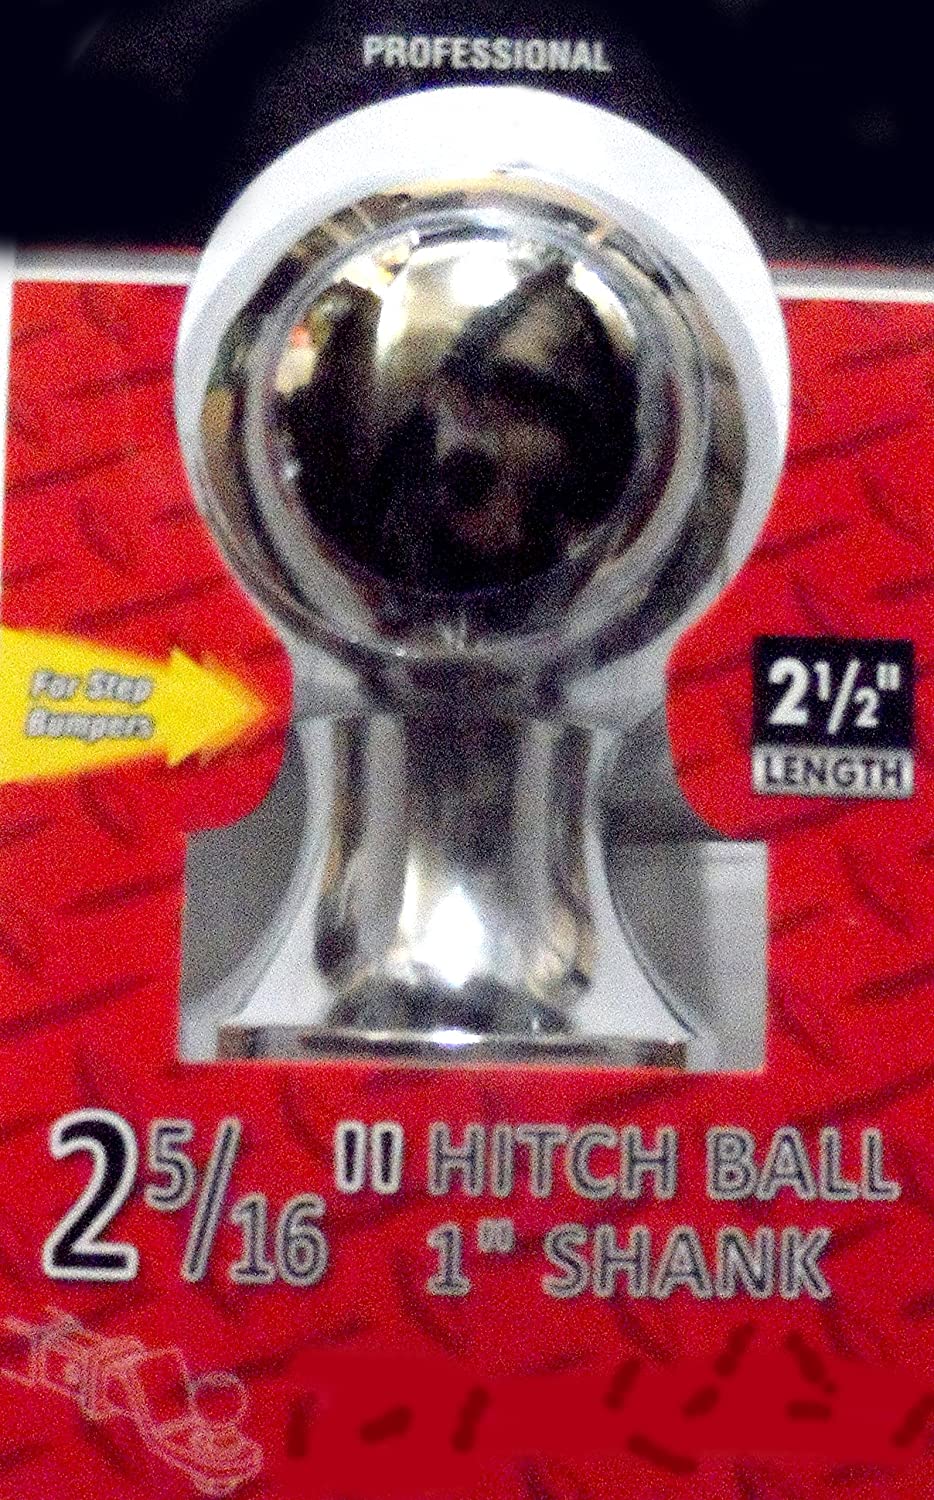 PROFESSIONAL
For Step
Bumpers
2 1/2"
LENGTH
2 5/16" HITCH BALL
1" SHANK